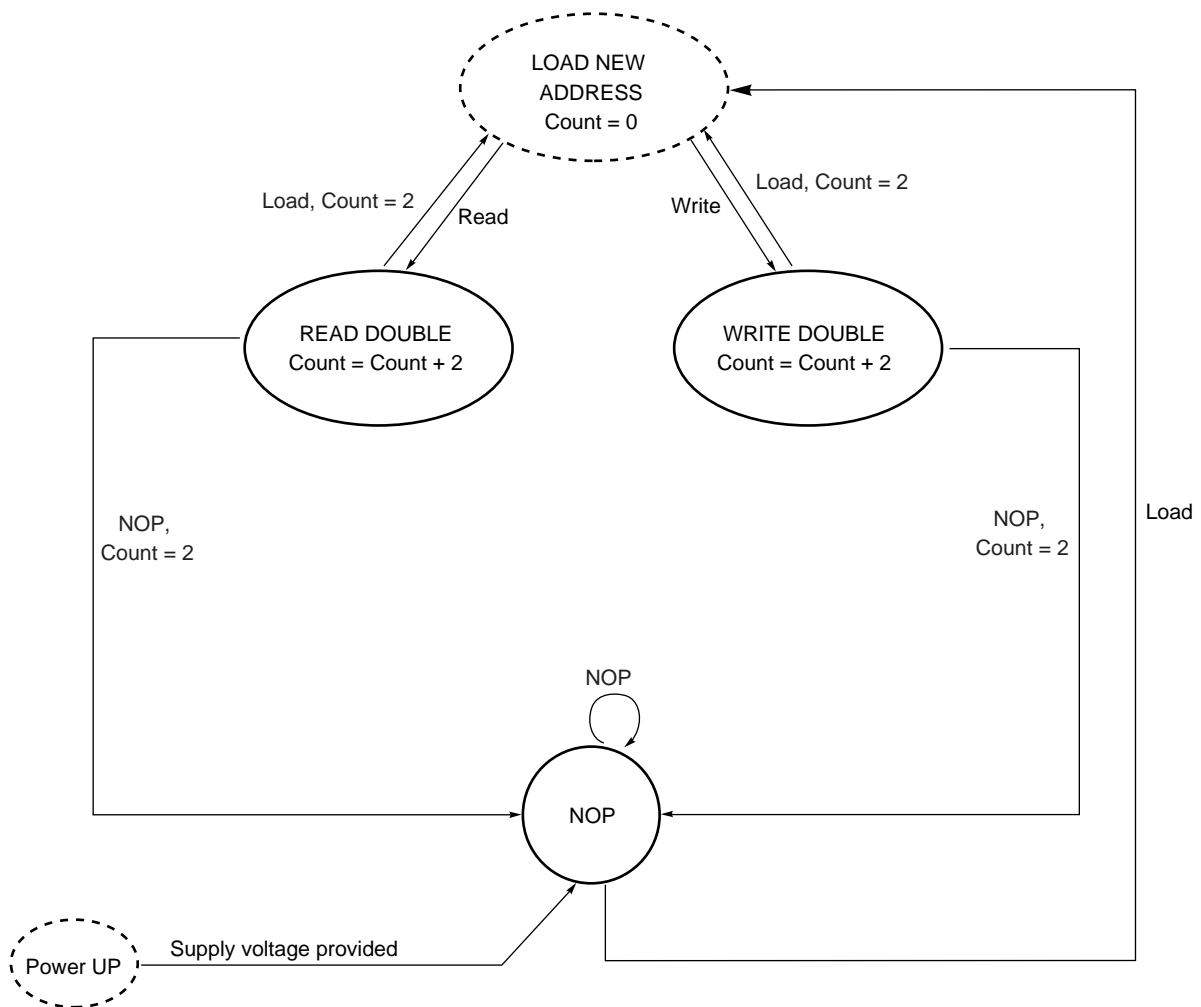 LOAD NEW
ADDRESS
Count = 0
Load, Count = 2
Read
Write
Load, Count = 2
READ DOUBLE
Count = Count + 2
WRITE DOUBLE
Count = Count + 2
NOP,
Count = 2
NOP,
Count = 2
Load
NOP
NOP
Supply voltage provided
Power UP